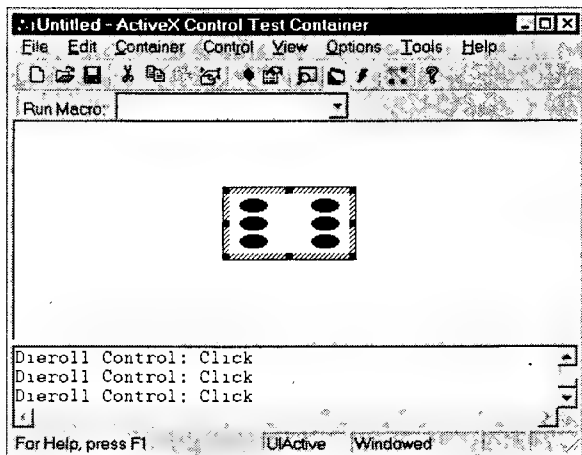 Untitled - ActiveX Control Test Container
File Edit Container Control View Options Tools Help
Run Macro:
Dieroll Control: Click
Dieroll Control: Click
Dieroll Control: Click
For Help, press F1 UIActive Windowed